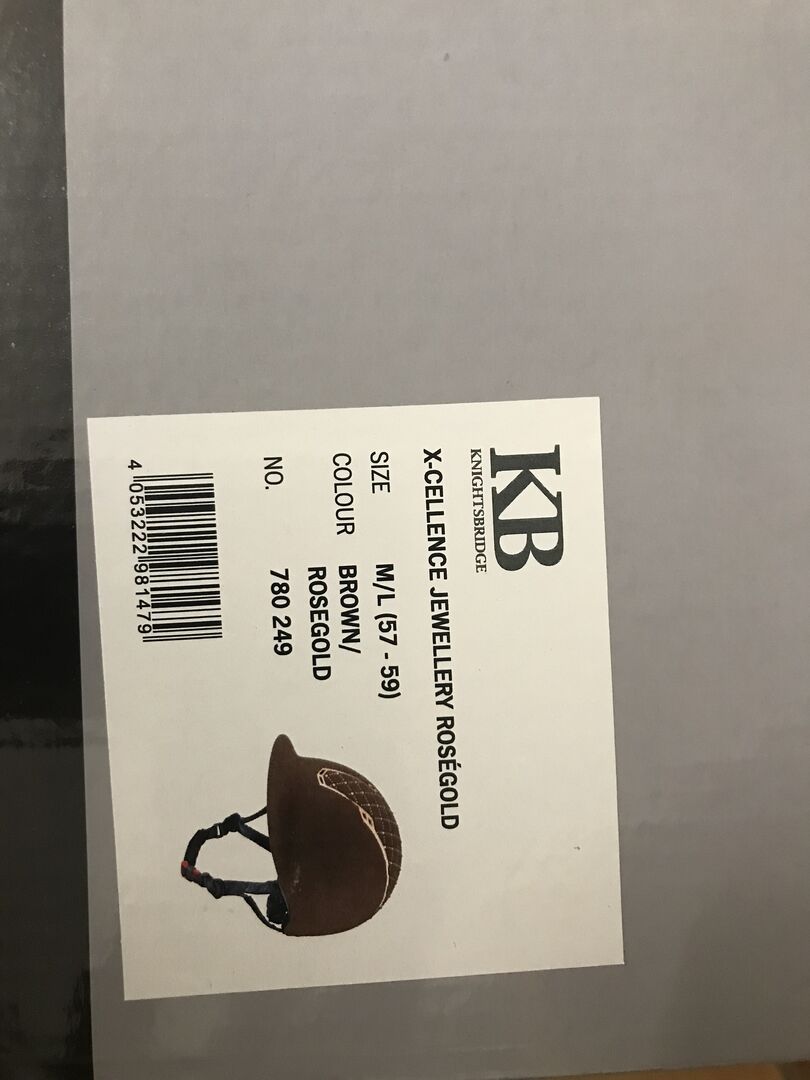 KB
KNIGHTSBRIDGE
X-CELLENCE JEWELLERY ROSÉGOLD
SIZE M/L (57 - 59)
COLOUR BROWN/
ROSEGOLD
NO. 780 249
4 053222 981479